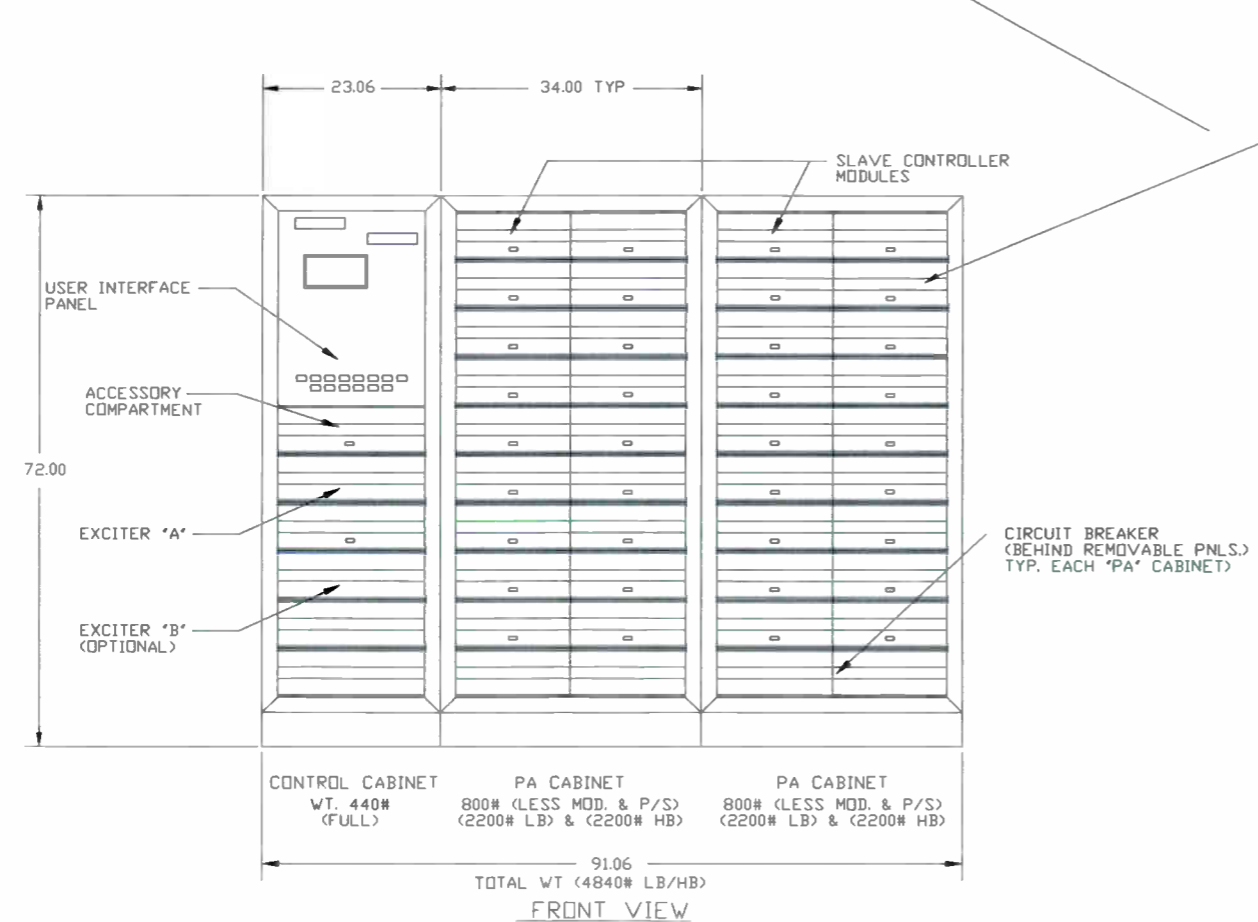 23.06
34.00 TYP
SLAVE CONTROLLER
MODULES
USER INTERFACE
PANEL
ACCESSORY
COMPARTMENT
72.00
EXCITER "A"
CIRCUIT BREAKER
(BEHIND REMOVABLE PNLS.)
TYP. EACH "PA" CABINET)
EXCITER "B"
(OPTIONAL)
CONTROL CABINET
WT. 440#
(FULL)
PA CABINET
800# (LESS MOD. & P/S)
(2200# LB) & (2200# HB)
PA CABINET
800# (LESS MOD. & P/S)
(2200# LB) & (2200# HB)
91.06
TOTAL WT (4840# LB/HB)
FRONT VIEW